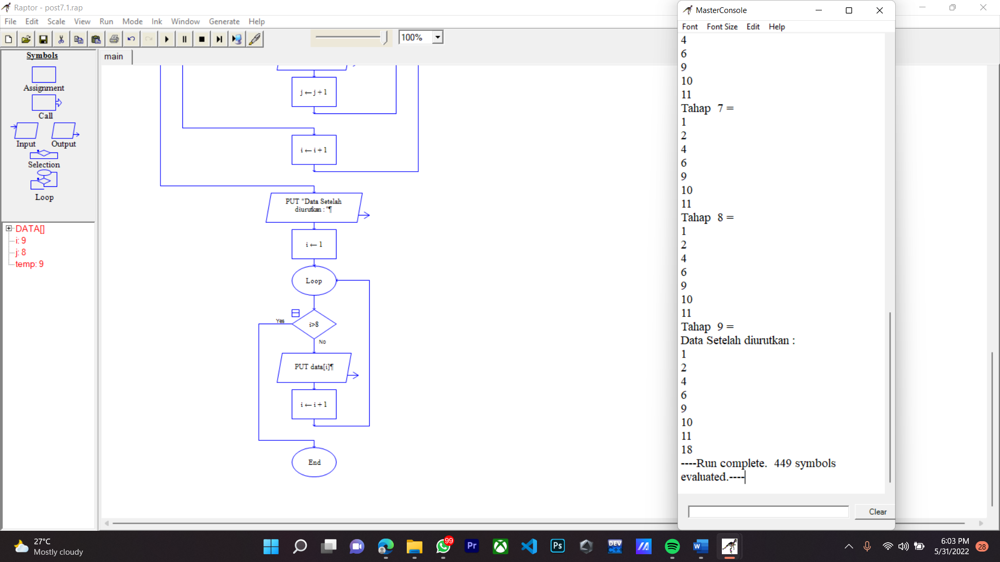 Raptor - post7.1.rap
File Edit Scale View Run Mode Ink Window Generate Help
100%
Symbols
Assignment
Call
Input Output
Selection
Loop
DATA[]
i: 9
j: 8
temp: 9
main
j ← j + 1
i ← i + 1
PUT "Data Setelah
diurutkan : "¶
i ← 1
Loop
Yes
i>8
No
PUT data[i]¶
i ← i + 1
End
MasterConsole
Font Font Size Edit Help
4
6
9
10
11
Tahap 7 =
1
2
4
6
9
10
11
Tahap 8 =
1
2
4
6
9
10
11
Tahap 9 =
Data Setelah diurutkan :
1
2
4
6
9
10
11
18
----Run complete. 449 symbols
evaluated.----
Clear
27°C
Mostly cloudy
99
Pr
Ps
DEV
C++
W
6:03 PM
5/31/2022
28